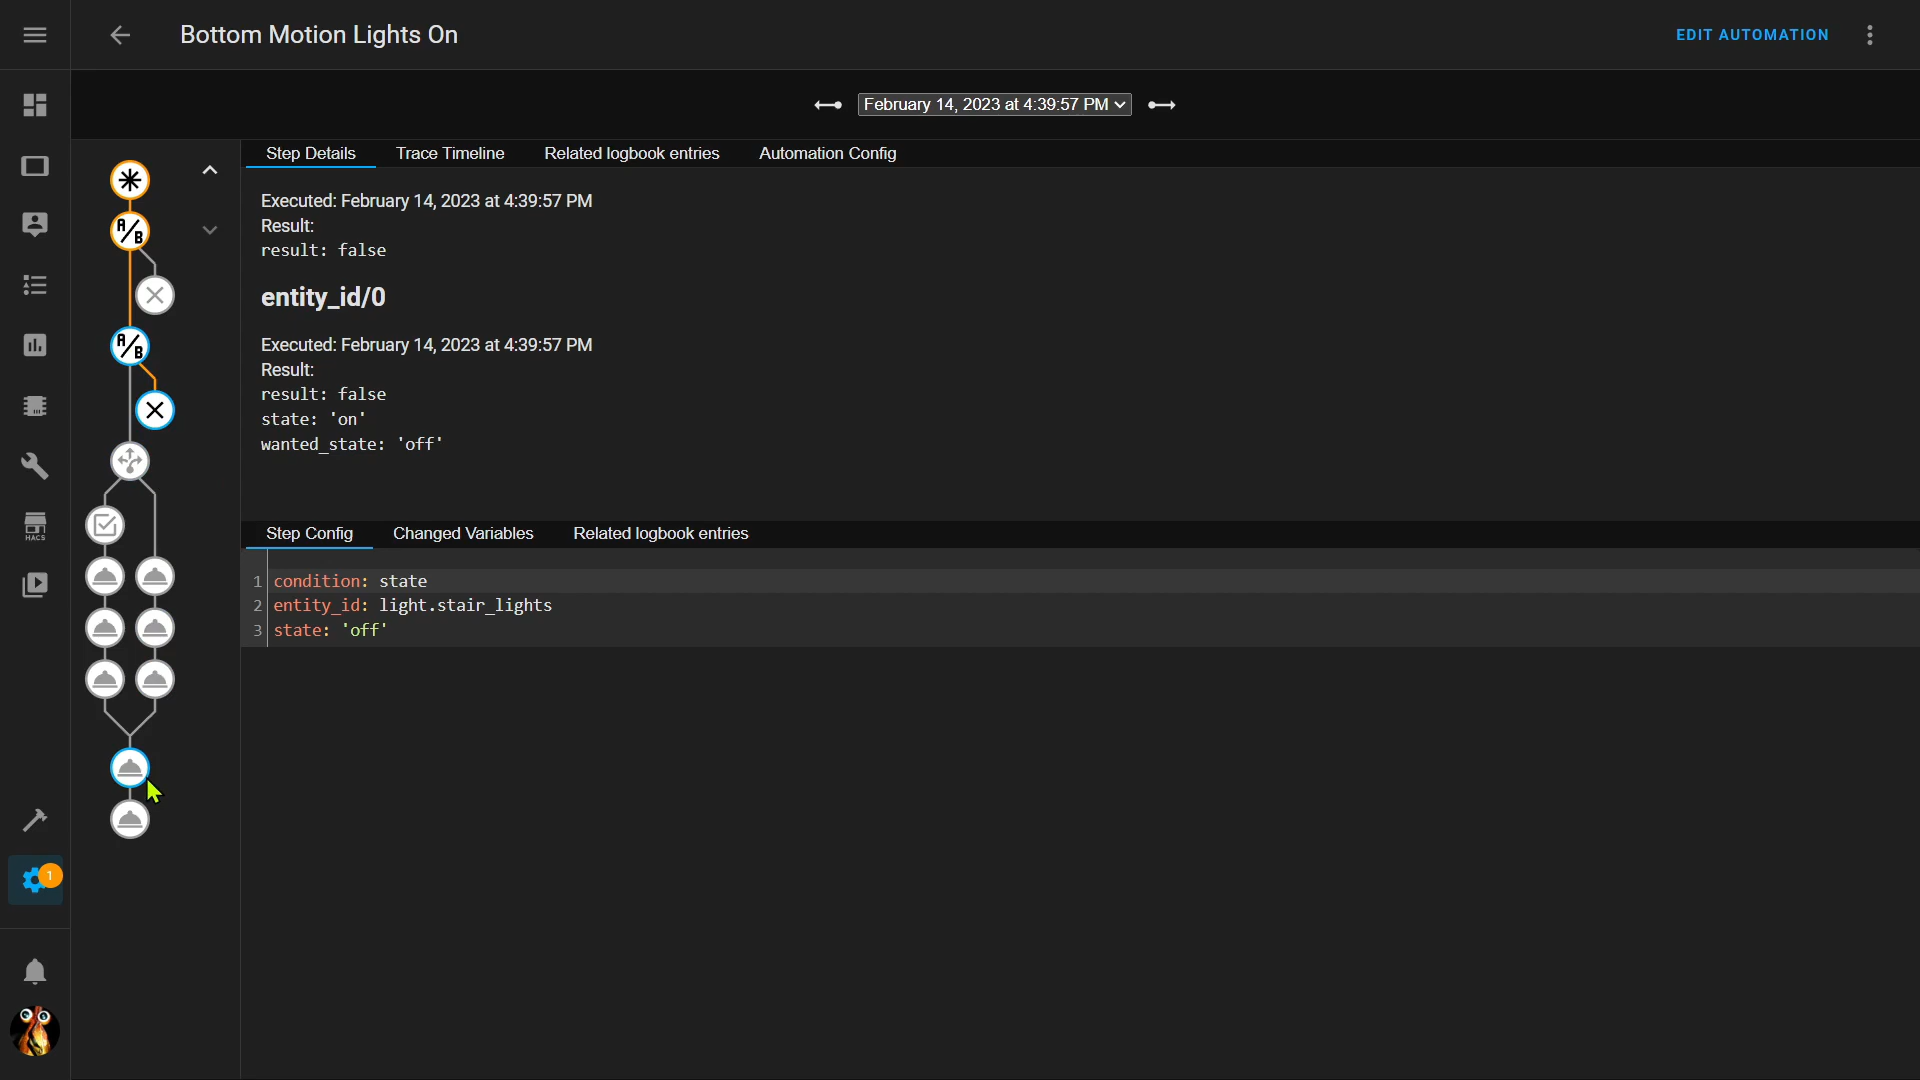 Bottom Motion Lights On
EDIT AUTOMATION
February 14, 2023 at 4:39:57 PM
Step Details Trace Timeline Related logbook entries Automation Config
Executed: February 14, 2023 at 4:39:57 PM
Result:
result: false
entity_id/0
Executed: February 14, 2023 at 4:39:57 PM
Result:
result: false
state: 'on'
wanted_state: 'off'
A/B
A/B
Step Config Changed Variables Related logbook entries
1 condition: state
2 entity_id: light.stair_lights
3 state: 'off'
HACS
1